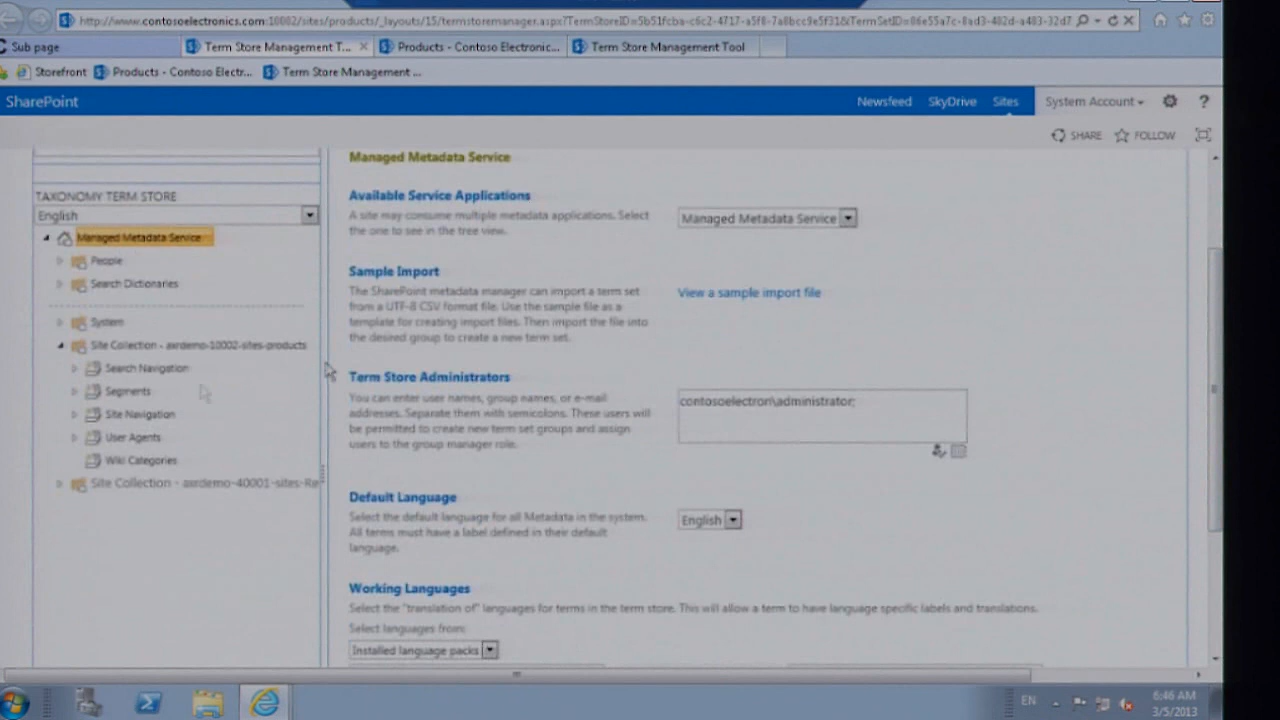 http://www.contosoelectronics.com:10002/sites/products/_layouts/15/termstoremanager.aspx?TermStoreID=5b51fcba-c6c2-4717-a5f8-7a8bcc9e5f31&TermSetID=86e55a7c-8ad3-482d-a483-32d7
Sub page
Term Store Management T...
Products - Contoso Electronic...
Term Store Management Tool
Storefront
Products - Contoso Electr...
Term Store Management ...
SharePoint
Newsfeed
SkyDrive
Sites
System Account
?
SHARE
FOLLOW
TAXONOMY TERM STORE
English
Managed Metadata Service
People
Search Dictionaries
System
Site Collection - axrdemo-10002-sites-products
Search Navigation
Segments
Site Navigation
User Agents
Wiki Categories
Site Collection - axrdemo-40001-sites-Re
Managed Metadata Service
Available Service Applications
A site may consume multiple metadata applications. Select
the one to see in the tree view.
Managed Metadata Service
Sample Import
The SharePoint metadata manager can import a term set
from a UTF-8 CSV format file. Use the sample file as a
template for creating import files. Then import the file into
the desired group to create a new term set.
View a sample import file
Term Store Administrators
You can enter user names, group names, or e-mail
addresses. Separate them with semicolons. These users will
be permitted to create new term set groups and assign
users to the group manager role.
contosoelectron\administrator;
Default Language
Select the default language for all Metadata in the system.
All terms must have a label defined in their default
language.
English
Working Languages
Select the "translation of" languages for terms in the term store. This will allow a term to have language specific labels and translations.
Select languages from:
Installed language packs
EN
6:46 AM
3/5/2013